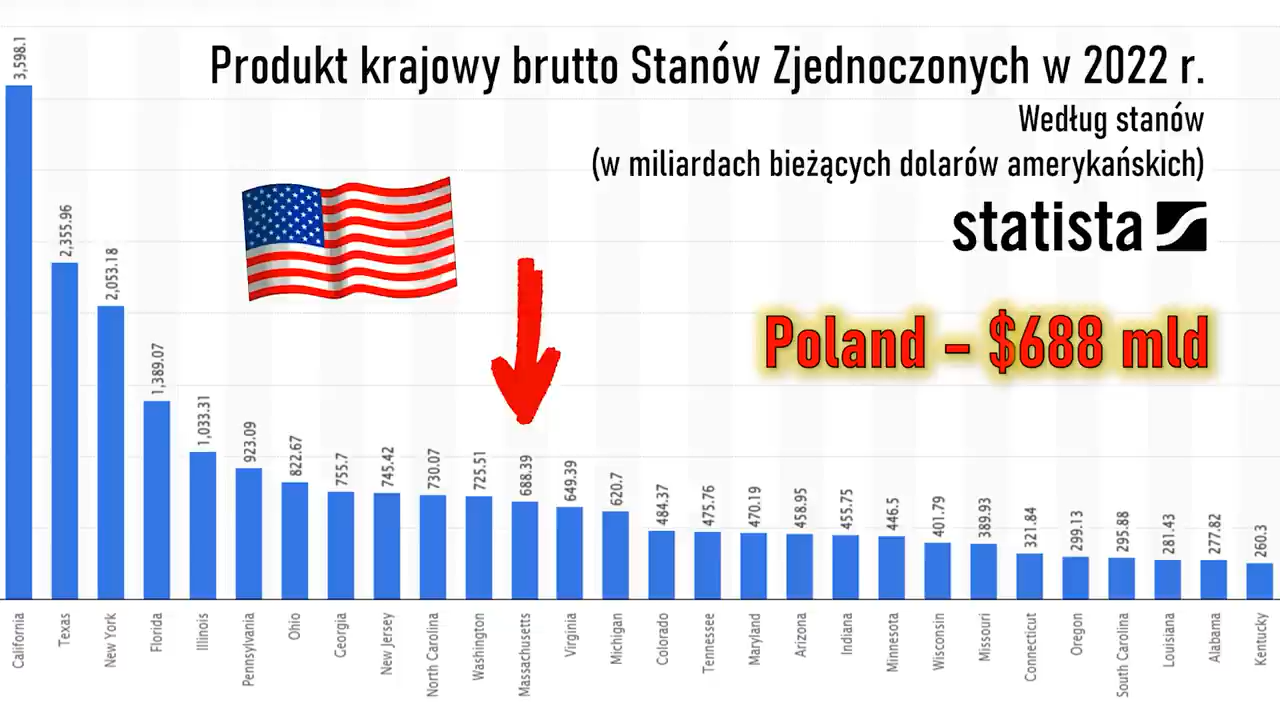 Produkt krajowy brutto Stanów Zjednoczonych w 2022 r.
Według stanów
(w miliardach bieżących dolarów amerykańskich)
statista
Poland – $688 mld
3,598.1
2,355.96
2,053.18
1,389.07
1,033.31
923.09
822.67
755.7
745.42
730.07
725.51
688.39
649.39
620.7
484.37
475.76
470.19
458.95
455.75
446.5
401.79
389.93
321.84
299.13
295.88
281.43
277.82
260.3
California
Texas
New York
Florida
Illinois
Pennsylvania
Ohio
Georgia
New Jersey
North Carolina
Washington
Massachusetts
Virginia
Michigan
Colorado
Tennessee
Maryland
Arizona
Indiana
Minnesota
Wisconsin
Missouri
Connecticut
Oregon
South Carolina
Louisiana
Alabama
Kentucky